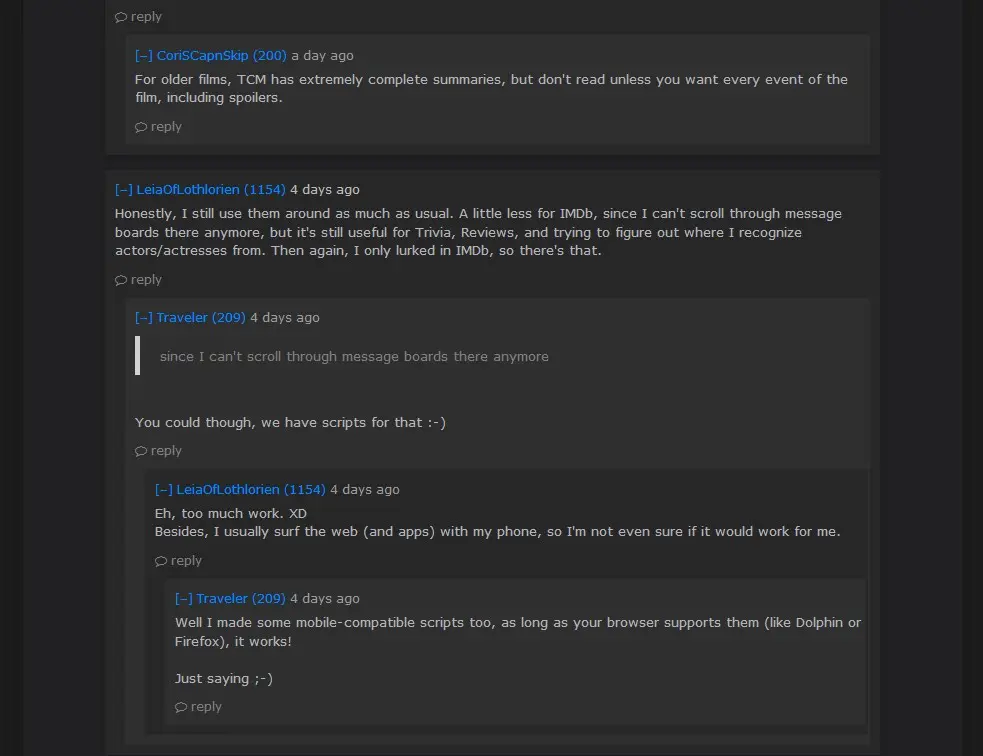 reply
[–] CoriSCapnSkip (200) a day ago
For older films, TCM has extremely complete summaries, but don't read unless you want every event of the
film, including spoilers.
reply
[–] LeiaOfLothlorien (1154) 4 days ago
Honestly, I still use them around as much as usual. A little less for IMDb, since I can't scroll through message
boards there anymore, but it's still useful for Trivia, Reviews, and trying to figure out where I recognize
actors/actresses from. Then again, I only lurked in IMDb, so there's that.
reply
[–] Traveler (209) 4 days ago
since I can't scroll through message boards there anymore
You could though, we have scripts for that :-)
reply
[–] LeiaOfLothlorien (1154) 4 days ago
Eh, too much work. XD
Besides, I usually surf the web (and apps) with my phone, so I'm not even sure if it would work for me.
reply
[–] Traveler (209) 4 days ago
Well I made some mobile-compatible scripts too, as long as your browser supports them (like Dolphin or
Firefox), it works!
Just saying ;-)
reply